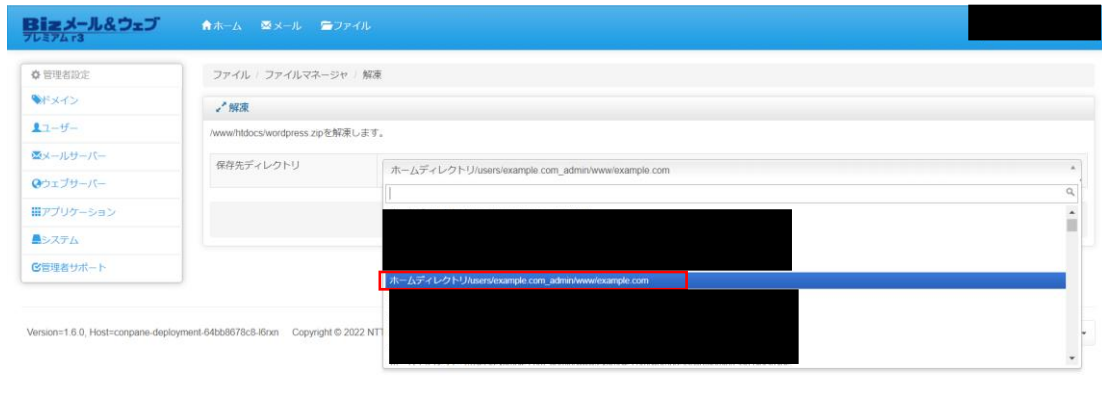 Bizメール&ウェブ
プレミアム r3
ホーム メール ファイル
管理者設定
ドメイン
ユーザー
メールサーバー
ウェブサーバー
アプリケーション
システム
管理者サポート
ファイル / ファイルマネージャ / 解凍
解凍
/www/htdocs/wordpress.zipを解凍します。
保存先ディレクトリ
ホームディレクトリ/users/example.com_admin/www/example.com
ホームディレクトリ/users/example.com_admin/www/example.com
Version=1.6.0, Host=conpane-deployment-64bb8678c8-l6rxn Copyright © 2022 NT